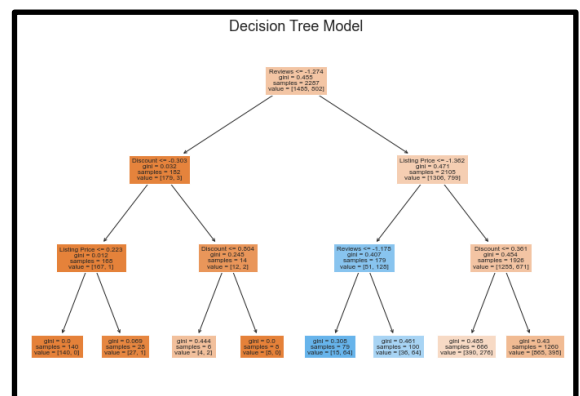 Decision Tree Model
Reviews <= -1.274
gini = 0.455
samples = 2287
value = [1485, 802]
Discount <= -0.303
gini = 0.032
samples = 182
value = [179, 3]
Listing Price <= -1.362
gini = 0.471
samples = 2105
value = [1306, 799]
Listing Price <= 0.223
gini = 0.012
samples = 168
value = [167, 1]
Discount <= 0.804
gini = 0.245
samples = 14
value = [12, 2]
Reviews <= -1.178
gini = 0.407
samples = 179
value = [51, 128]
Discount <= 0.361
gini = 0.454
samples = 1926
value = [1255, 671]
gini = 0.0
samples = 140
value = [140, 0]
gini = 0.069
samples = 28
value = [27, 1]
gini = 0.444
samples = 6
value = [4, 2]
gini = 0.0
samples = 8
value = [8, 0]
gini = 0.308
samples = 79
value = [15, 64]
gini = 0.461
samples = 100
value = [36, 64]
gini = 0.485
samples = 666
value = [390, 276]
gini = 0.43
samples = 1260
value = [865, 395]